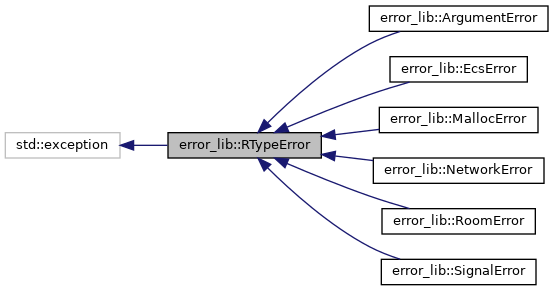 error_lib::ArgumentError
error_lib::EcsError
error_lib::MallocError
std::exception
error_lib::RTypeError
error_lib::NetworkError
error_lib::RoomError
error_lib::SignalError